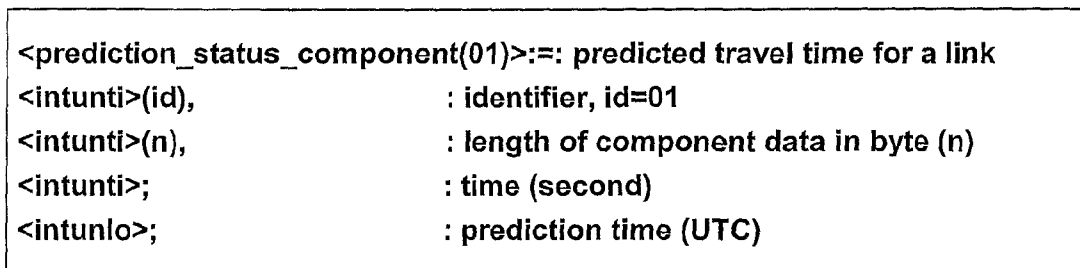 <prediction_status_component(01)>:=: predicted travel time for a link
<intunti>(id), : identifier, id=01
<intunti>(n), : length of component data in byte (n)
<intunti>; : time (second)
<intunlo>; : prediction time (UTC)